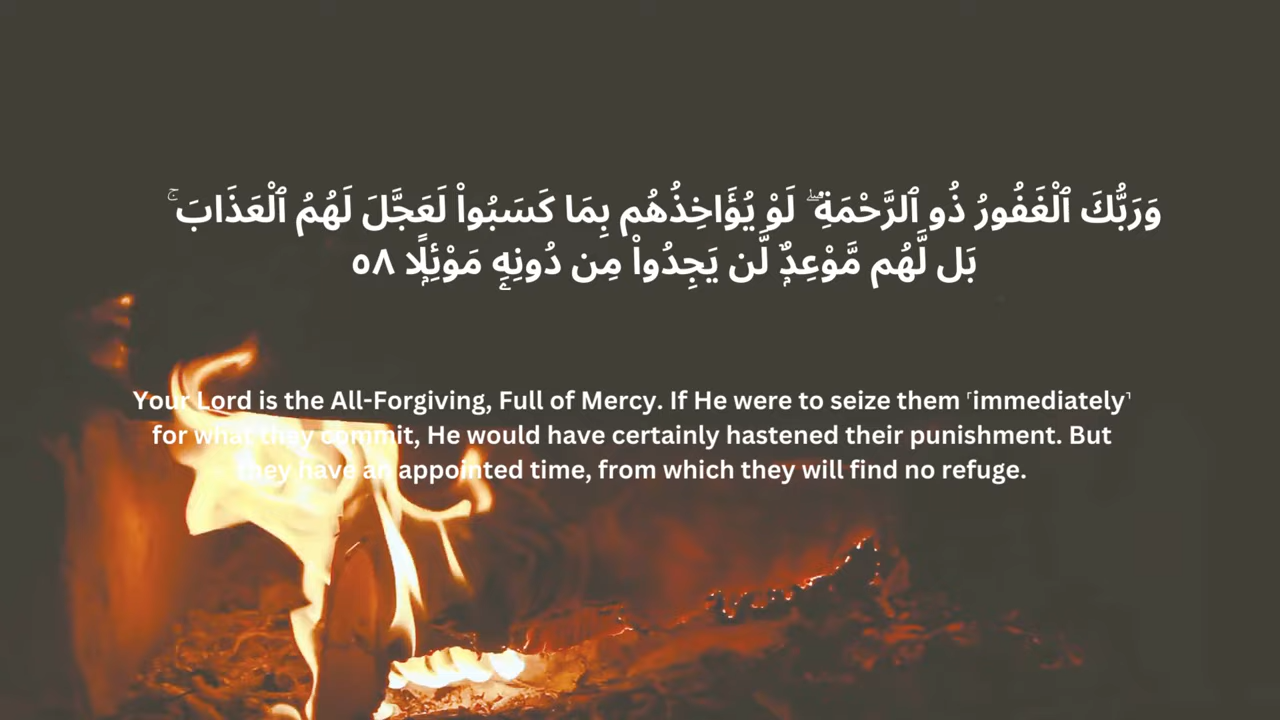 وَرَبُّكَ ٱلْغَفُورُ ذُو ٱلرَّحْمَةِ ۖ لَوْ يُؤَاخِذُهُم بِمَا كَسَبُوا۟ لَعَجَّلَ لَهُمُ ٱلْعَذَابَ ۚ
بَل لَّهُم مَّوْعِدٌۭ لَّن يَجِدُوا۟ مِن دُونِهِۦ مَوْئِلًۭا ٥٨
Your Lord is the All-Forgiving, Full of Mercy. If He were to seize them ˹immediately˺
for what they commit, He would have certainly hastened their punishment. But
they have an appointed time, from which they will find no refuge.